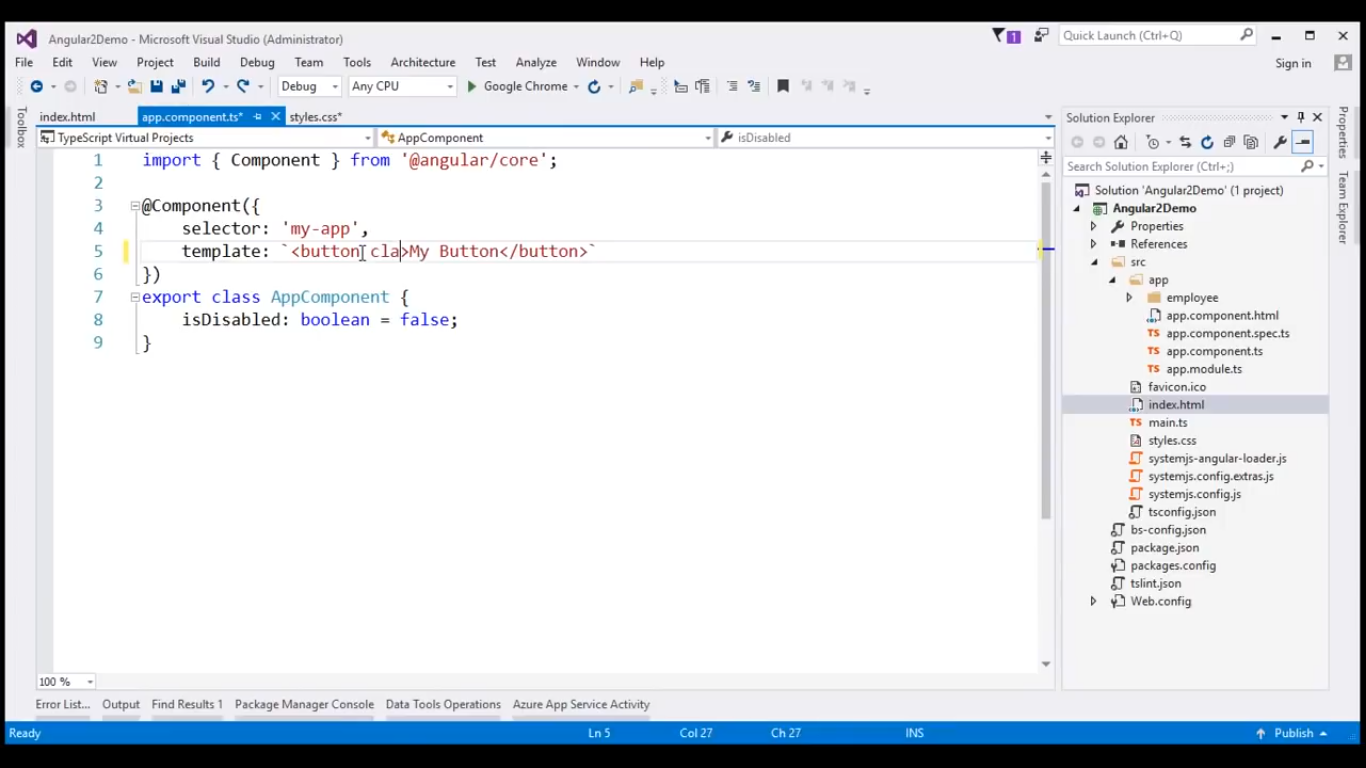 Angular2Demo - Microsoft Visual Studio (Administrator)
1
Quick Launch (Ctrl+Q)
File Edit View Project Build Debug Team Tools Architecture Test Analyze Window Help
Sign in
Debug Any CPU Google Chrome
Toolbox
index.html app.component.ts* styles.css*
TypeScript Virtual Projects AppComponent isDisabled
1 import { Component } from '@angular/core';
2
3 @Component({
4 selector: 'my-app',
5 template: `<button cla>My Button</button>`
6 })
7 export class AppComponent {
8 isDisabled: boolean = false;
9 }
100 %
Error List... Output Find Results 1 Package Manager Console Data Tools Operations Azure App Service Activity
Ready Ln 5 Col 27 Ch 27 INS Publish
Solution Explorer
Search Solution Explorer (Ctrl+;)
Solution 'Angular2Demo' (1 project)
Angular2Demo
Properties
References
src
app
employee
app.component.html
TS app.component.spec.ts
TS app.component.ts
TS app.module.ts
favicon.ico
index.html
TS main.ts
styles.css
systemjs-angular-loader.js
systemjs.config.extras.js
systemjs.config.js
tsconfig.json
bs-config.json
package.json
packages.config
tslint.json
Web.config
Properties
Team Explorer